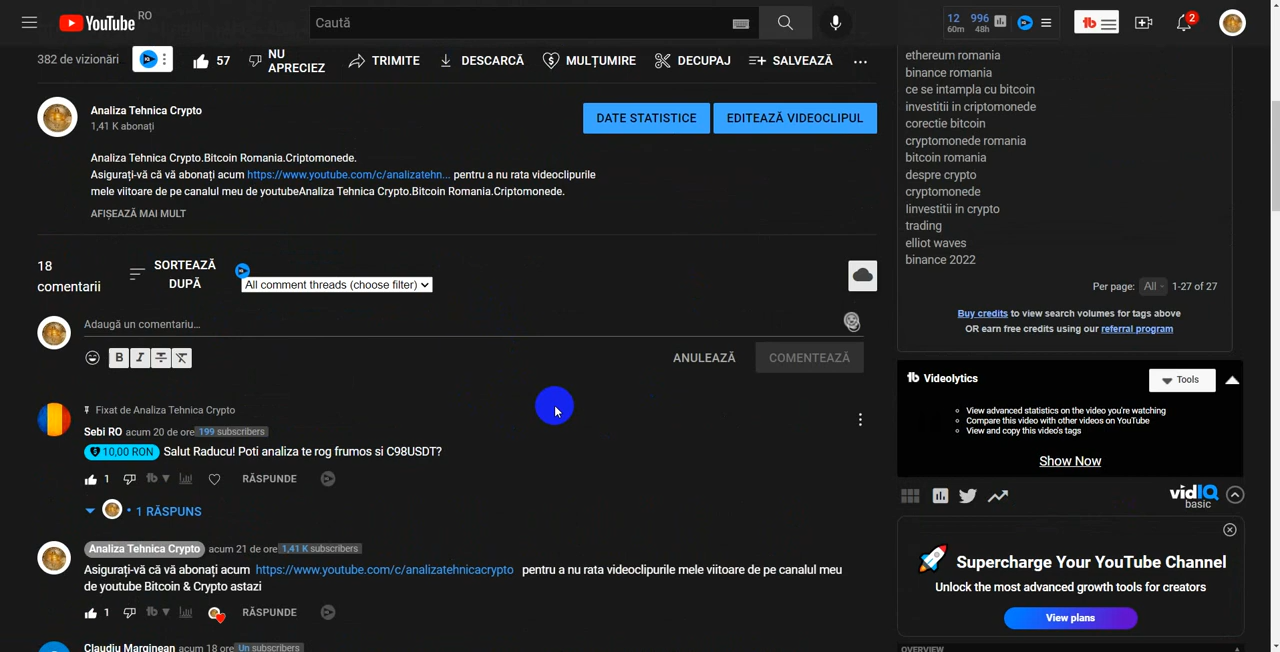 YouTube RO
Caută
12 996
60m 48h
tb
2
382 de vizionări
57
NU APRECIEZ
TRIMITE
DESCARCĂ
MULȚUMIRE
DECUPAJ
SALVEAZĂ
Analiza Tehnica Crypto
1,41 K abonați
DATE STATISTICE
EDITEAZĂ VIDEOCLIPUL
Analiza Tehnica Crypto.Bitcoin Romania.Criptomonede.
Asigurați-vă că vă abonați acum https://www.youtube.com/c/analizatehn... pentru a nu rata videoclipurile
mele viitoare de pe canalul meu de youtubeAnaliza Tehnica Crypto.Bitcoin Romania.Criptomonede.
AFIȘEAZĂ MAI MULT
18 comentarii
SORTEAZĂ DUPĂ
All comment threads (choose filter)
Adaugă un comentariu...
B I T T
ANULEAZĂ
COMENTEAZĂ
Fixat de Analiza Tehnica Crypto
Sebi RO acum 20 de ore 199 subscribers
10,00 RON Salut Raducu! Poti analiza te rog frumos si C98USDT?
1 tb RĂSPUNDE
• 1 RĂSPUNS
Analiza Tehnica Crypto acum 21 de ore 1,41 K subscribers
Asigurați-vă că vă abonați acum https://www.youtube.com/c/analizatehnicacrypto pentru a nu rata videoclipurile mele viitoare de pe canalul meu
de youtube Bitcoin & Crypto astazi
1 tb RĂSPUNDE
Claudiu Marginean acum 18 ore Un subscribers
ethereum romania
binance romania
ce se intampla cu bitcoin
investitii in criptomonede
corectie bitcoin
cryptomonede romania
bitcoin romania
despre crypto
cryptomonede
Iinvestitii in crypto
trading
elliot waves
binance 2022
Per page: All 1-27 of 27
Buy credits to view search volumes for tags above
OR earn free credits using our referral program
tb Videolytics
Tools
View advanced statistics on the video you're watching
Compare this video with other videos on YouTube
View and copy this video's tags
Show Now
vidIQ
basic
Supercharge Your YouTube Channel
Unlock the most advanced growth tools for creators
View plans
OVERVIEW